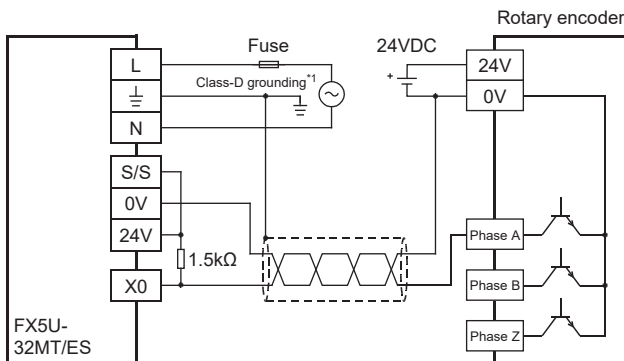 Rotary encoder
Fuse
24VDC
L
Class-D grounding*1
N
+
24V
0V
S/S
0V
24V
1.5kΩ
X0
Phase A
Phase B
Phase Z
FX5U-
32MT/ES